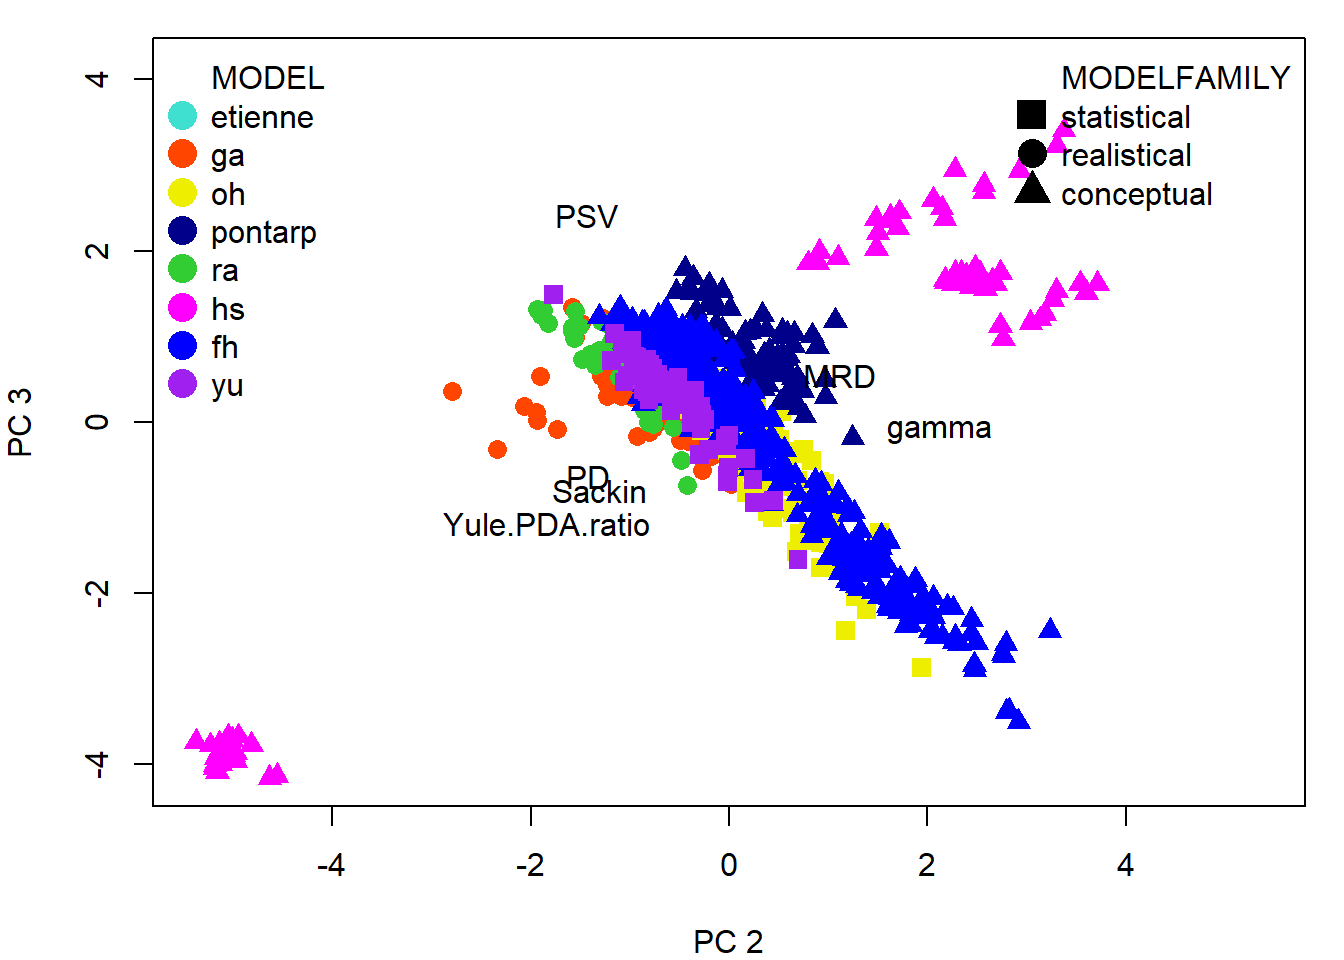 MODEL
etienne
ga
oh
pontarp
ra
hs
fh
yu
MODELFAMILY
statistical
realistical
conceptual
PSV
MRD
gamma
PD
Sackin
Yule.PDA.ratio
4
2
0
-2
-4
PC 3
-4
-2
0
2
4
PC 2